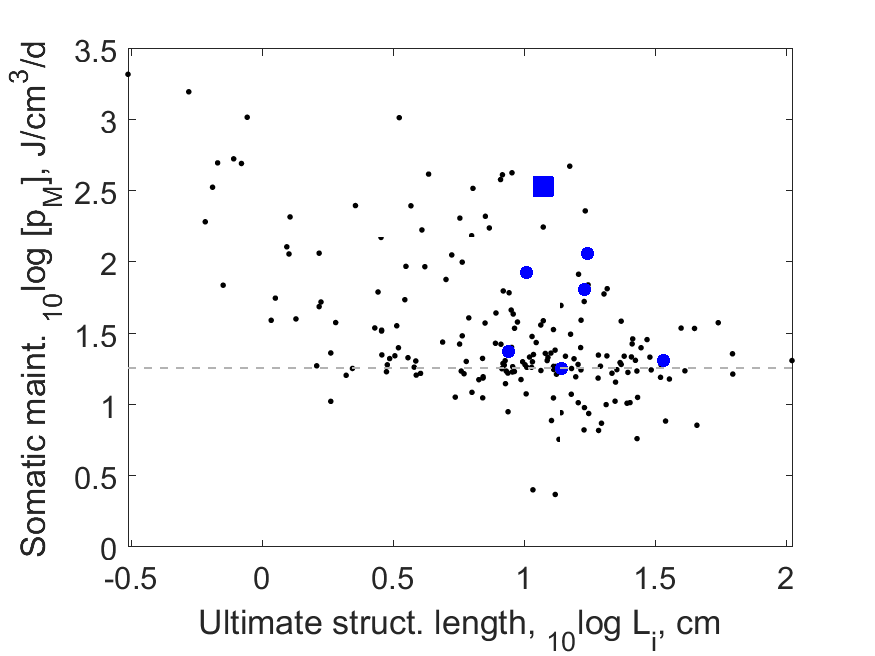 3.5
3
2.5
2
1.5
1
0.5
0
-0.5 0 0.5 1 1.5 2
Somatic maint. 10log [pM], J/cm3/d
Ultimate struct. length, 10log Li, cm